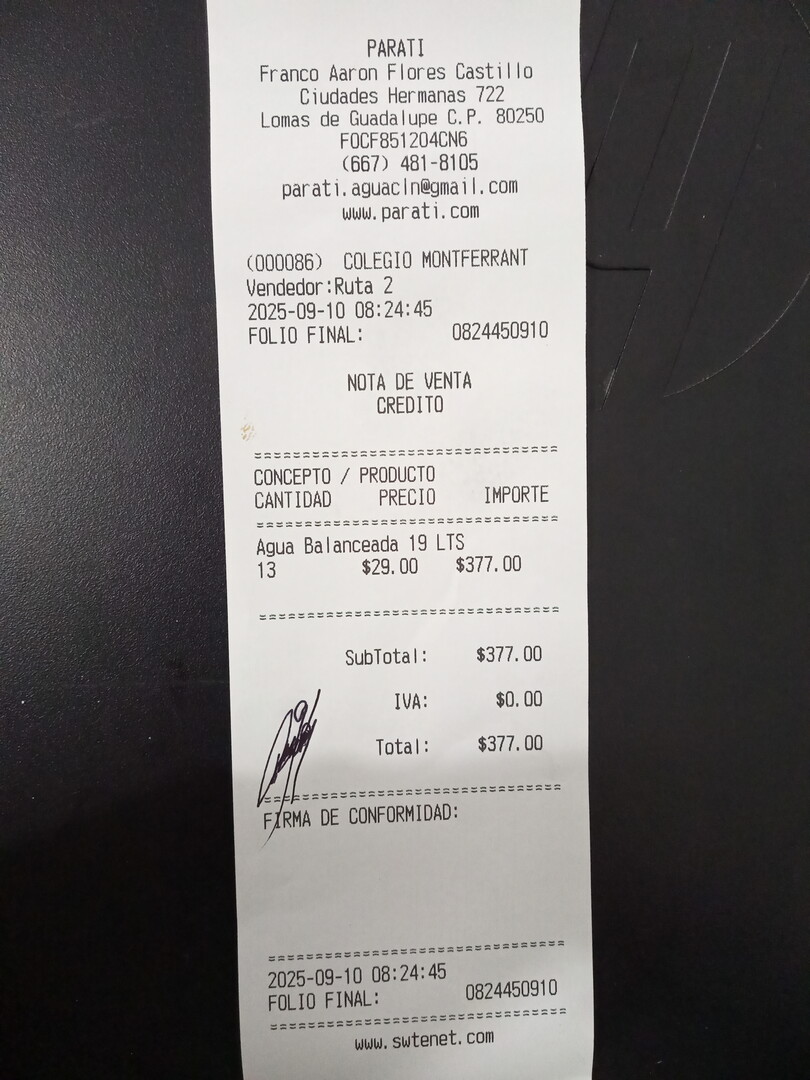 PARATI
Franco Aaron Flores Castillo
Ciudades Hermanas 722
Lomas de Guadalupe C.P. 80250
FOCF851204CN6
(667) 481-8105
parati.aguacln@gmail.com
www.parati.com
(000086) COLEGIO MONTFERRANT
Vendedor:Ruta 2
2025-09-10 08:24:45
FOLIO FINAL: 0824450910
NOTA DE VENTA
CREDITO
================================
CONCEPTO / PRODUCTO
CANTIDAD PRECIO IMPORTE
================================
Agua Balanceada 19 LTS
13 $29.00 $377.00
================================
SubTotal: $377.00
IVA: $0.00
Total: $377.00
================================
FIRMA DE CONFORMIDAD:
================================
2025-09-10 08:24:45
FOLIO FINAL: 0824450910
================================
www.swtenet.com